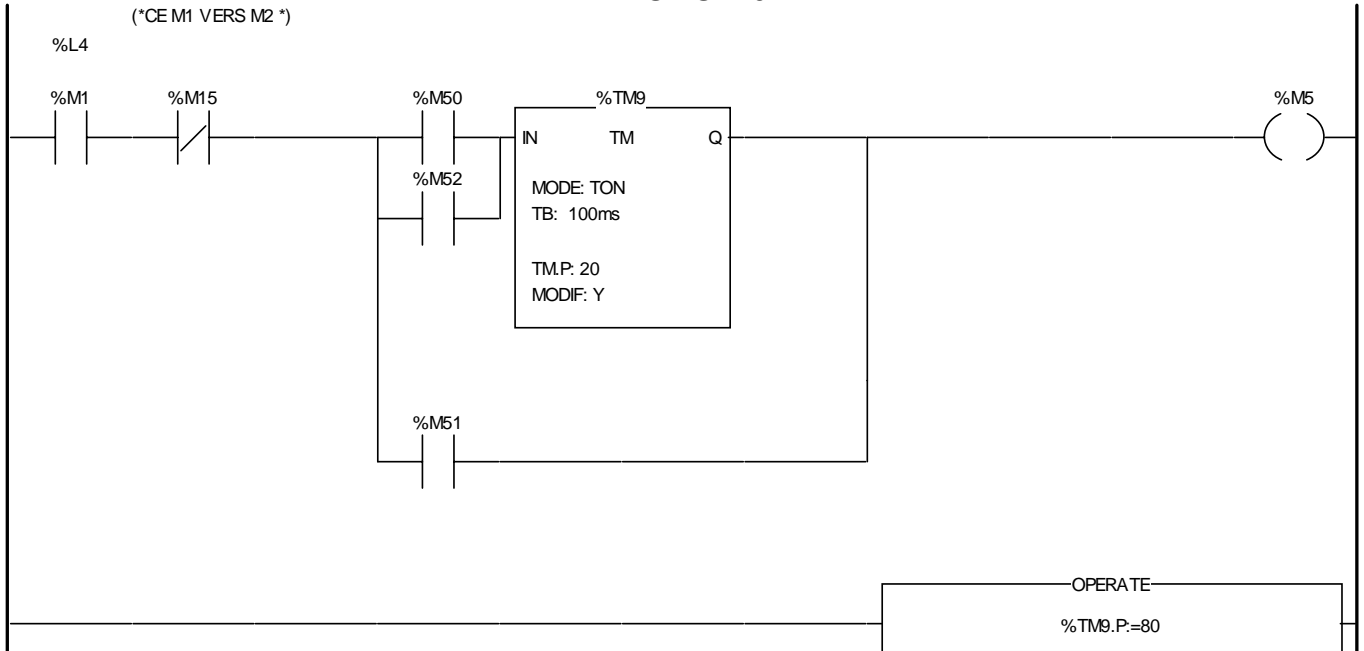 (*CE M1 VERS M2 *)
%L4
%M1 %M15 %M50 %TM9 %M5
IN TM Q
%M52
MODE: TON
TB: 100ms
TM.P: 20
MODIF: Y
%M51
OPERATE
%TM9.P:=80